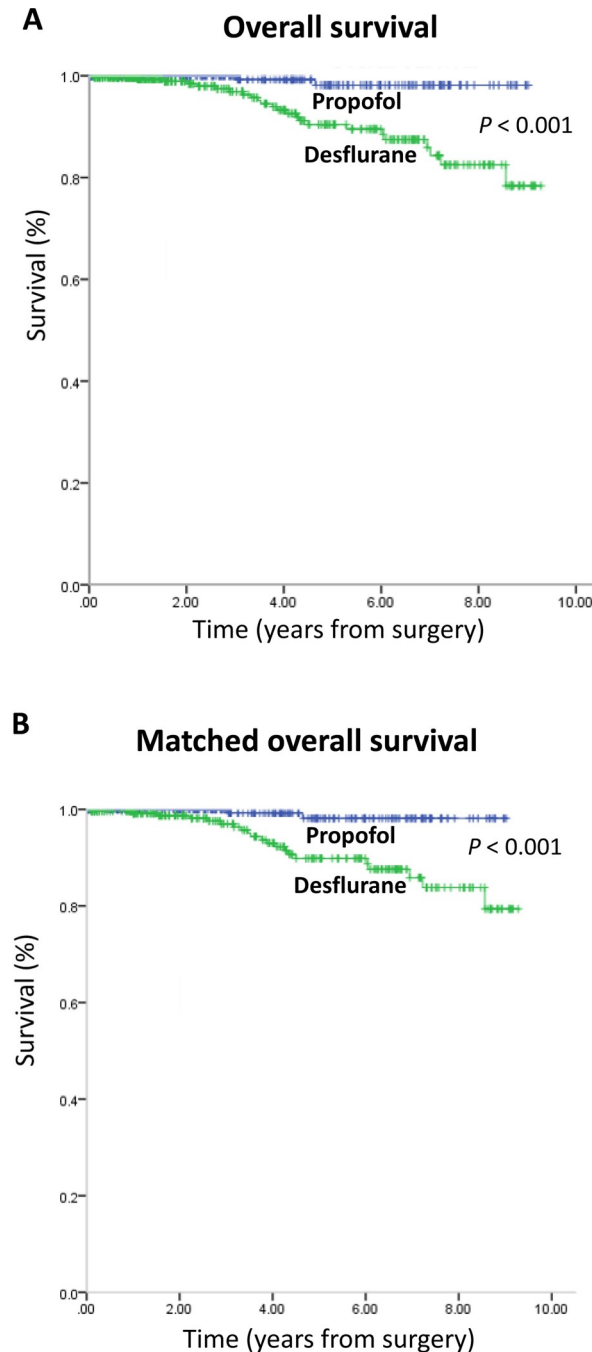 A
Overall survival
1.0
Propofol
P < 0.001
Desflurane
0.8
Survival (%)
0.6
0.4
0.2
0.0
.00 2.00 4.00 6.00 8.00 10.00
Time (years from surgery)
B
Matched overall survival
1.0
Propofol
P < 0.001
Desflurane
0.8
Survival (%)
0.6
0.4
0.2
0.0
.00 2.00 4.00 6.00 8.00 10.00
Time (years from surgery)